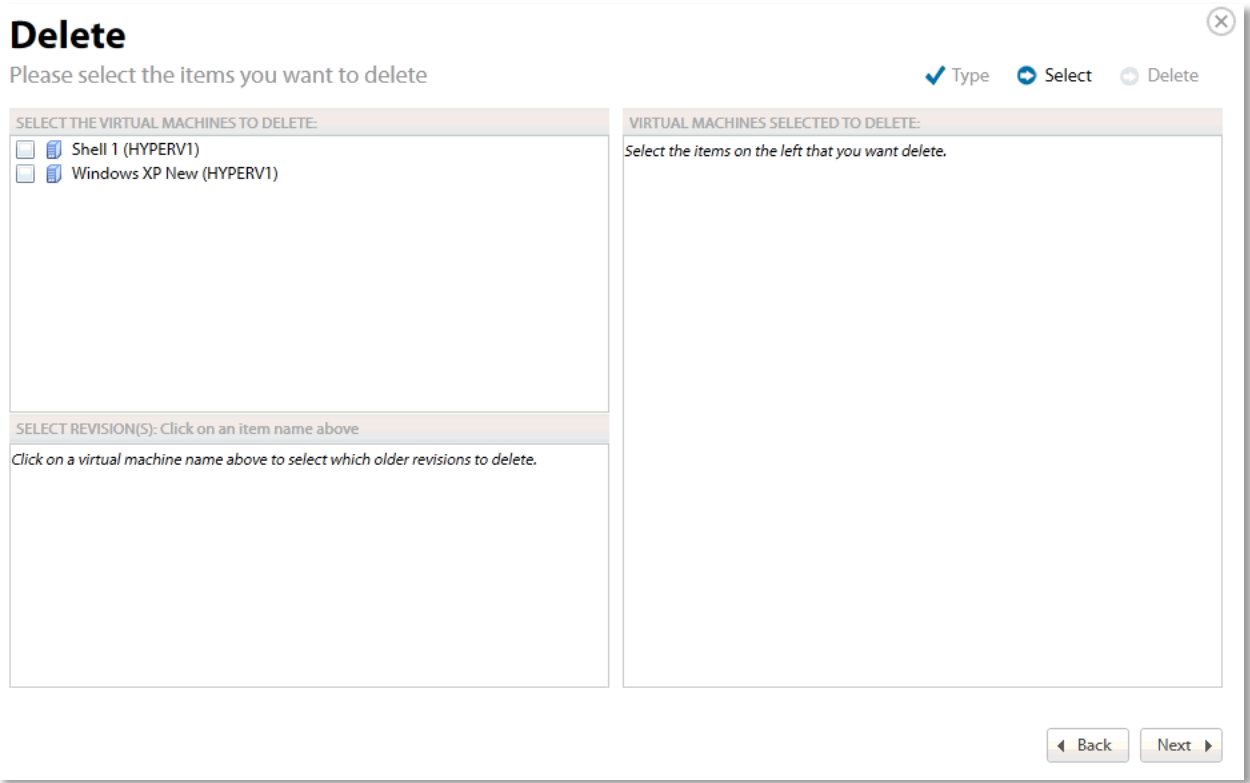 Delete
Please select the items you want to delete
Type Select Delete
SELECT THE VIRTUAL MACHINES TO DELETE:
Shell 1 (HYPERV1)
Windows XP New (HYPERV1)
SELECT REVISION(S): Click on an item name above
Click on a virtual machine name above to select which older revisions to delete.
VIRTUAL MACHINES SELECTED TO DELETE:
Select the items on the left that you want delete.
Back Next